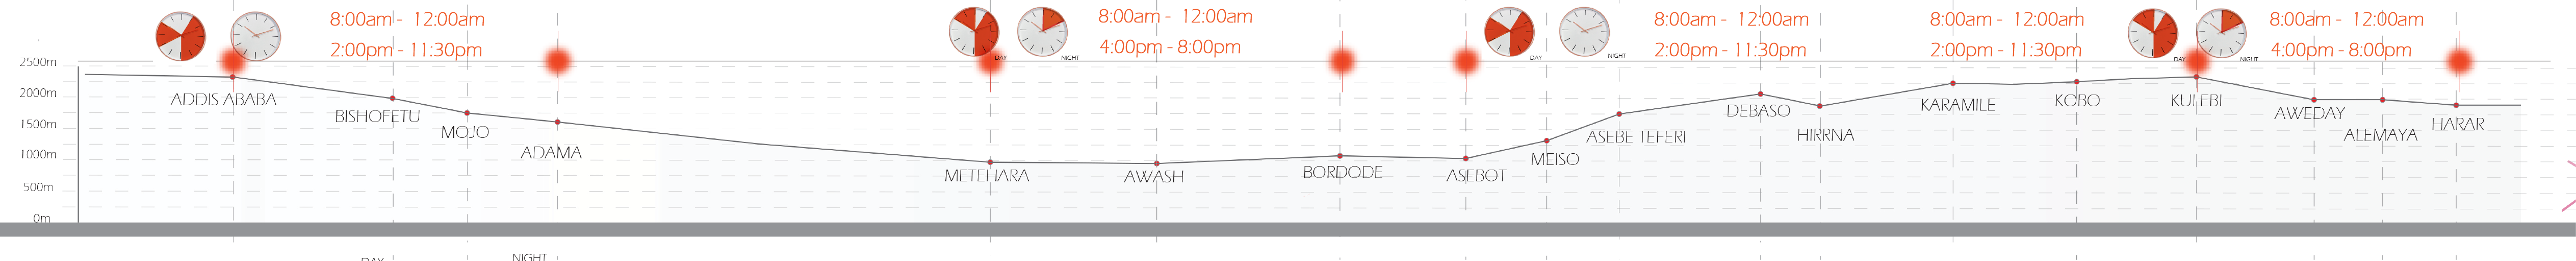 8:00am - 12:00am
2:00pm - 11:30pm
DAY
NIGHT
8:00am - 12:00am
4:00pm - 8:00pm
DAY
NIGHT
8:00am - 12:00am
2:00pm - 11:30pm
8:00am - 12:00am
2:00pm - 11:30pm
DAY
NIGHT
8:00am - 12:00am
4:00pm - 8:00pm
2500m
2000m
1500m
1000m
500m
0m
ADDIS ABABA
BISHOFETU
MOJO
ADAMA
METEHARA
AWASH
BORDODE
ASEBOT
MEISO
ASEBE TEFERI
DEBASO
HIRRNA
KARAMILE
KOBO
KULEBI
AWEDAY
ALEMAYA
HARAR
DAY
NIGHT